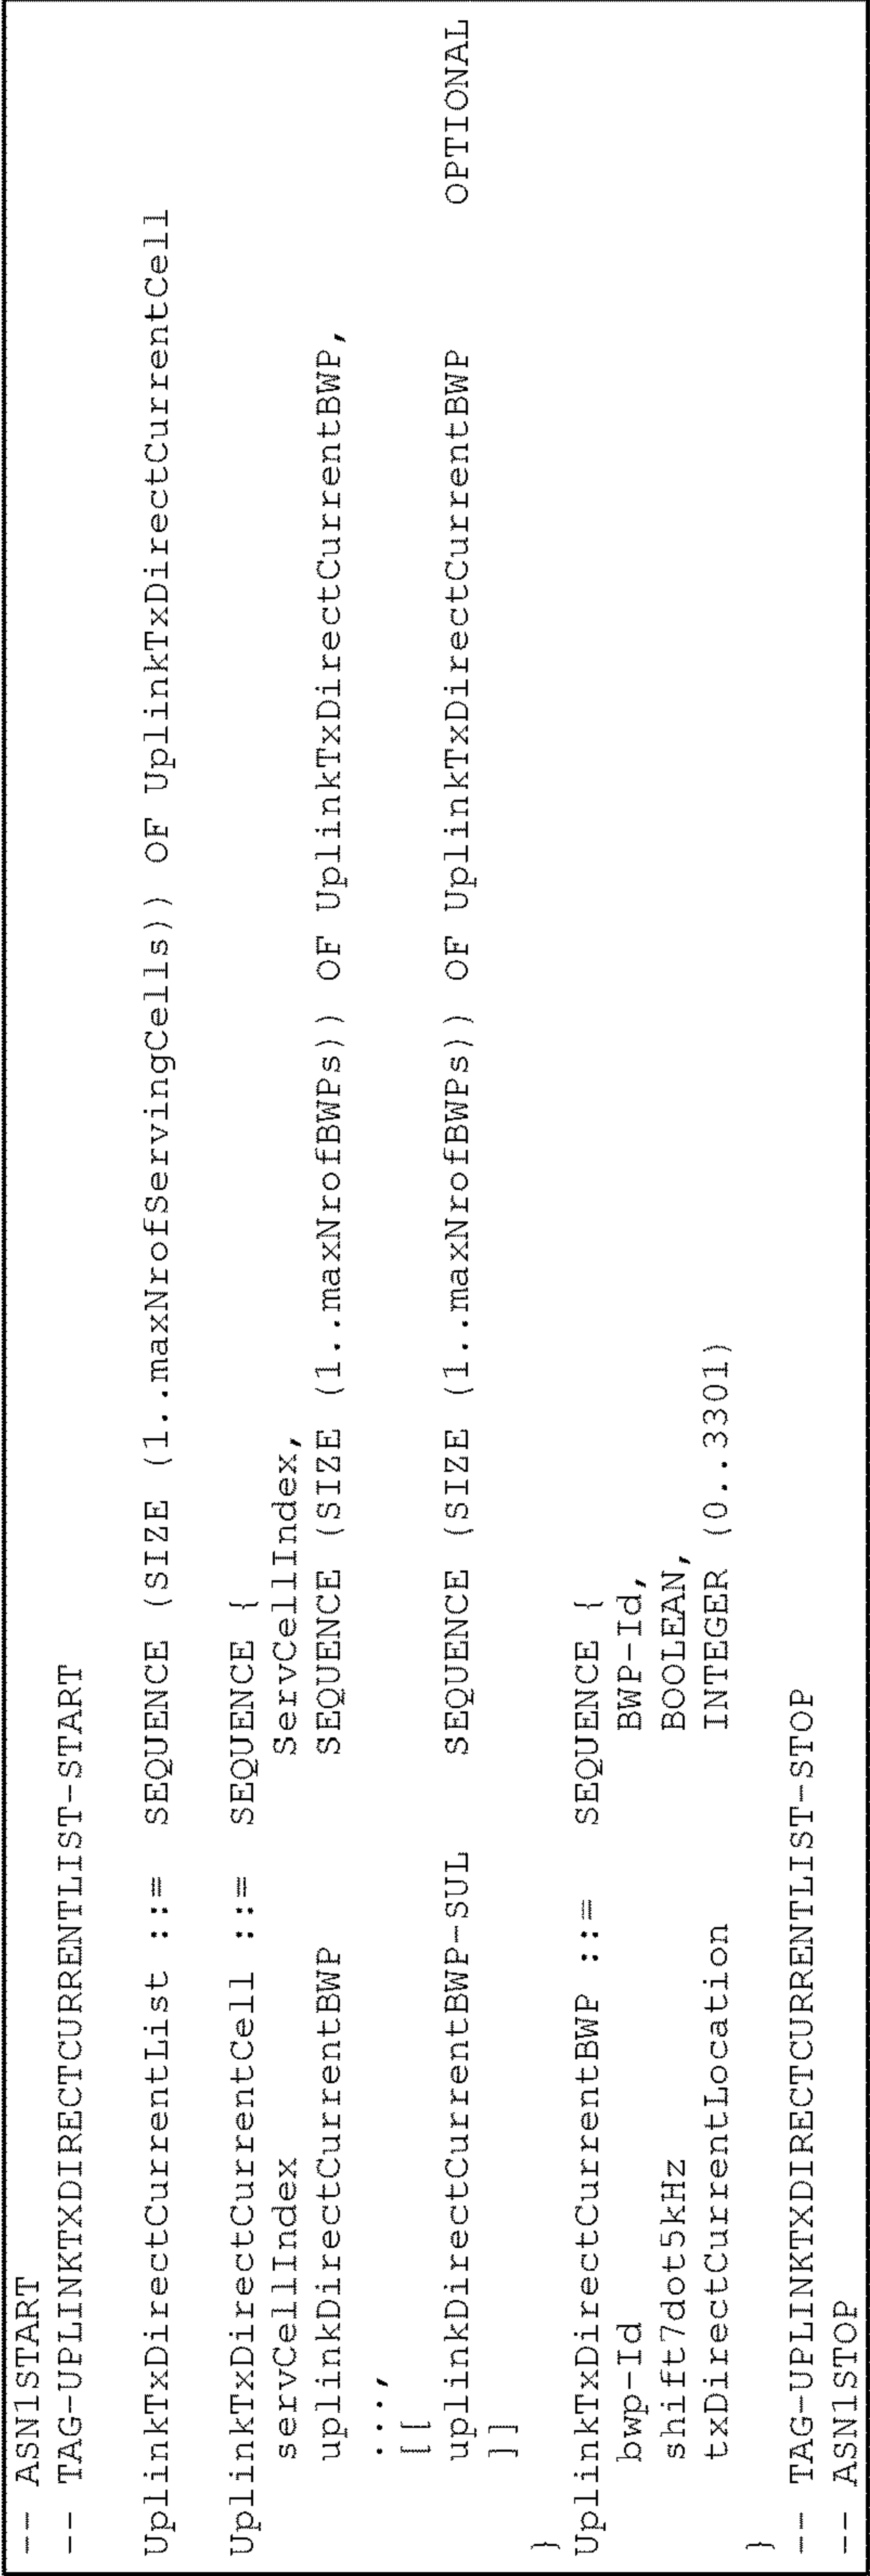 -- ASN1START
-- TAG-UPLINKTXDIRECTCURRENTLIST-START
UplinkTxDirectCurrentList ::= SEQUENCE (SIZE (1..maxNrofServingCells)) OF UplinkTxDirectCurrentCell
UplinkTxDirectCurrentCell ::= SEQUENCE {
servCellIndex ServCellIndex,
uplinkDirectCurrentBWP SEQUENCE (SIZE (1..maxNrofBWPs)) OF UplinkTxDirectCurrentBWP,
...,
[[
uplinkDirectCurrentBWP-SUL SEQUENCE (SIZE (1..maxNrofBWPs)) OF UplinkTxDirectCurrentBWP OPTIONAL
]]
}
UplinkTxDirectCurrentBWP ::= SEQUENCE {
bwp-Id BWP-Id,
shift7dot5kHz BOOLEAN,
txDirectCurrentLocation INTEGER (0..3301)
}
-- TAG-UPLINKTXDIRECTCURRENTLIST-STOP
-- ASN1STOP